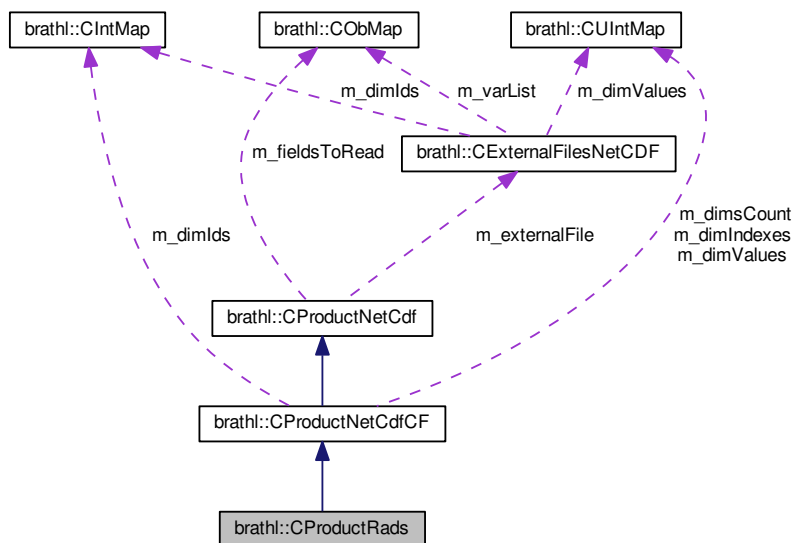 brathl::CIntMap
brathl::CObMap
brathl::CUIntMap
m_dimIds
m_varList
m_dimValues
m_fieldsToRead
brathl::CExternalFilesNetCDF
m_dimIds
m_externalFile
m_dimsCount
m_dimIndexes
m_dimValues
brathl::CProductNetCdf
brathl::CProductNetCdfCF
brathl::CProductRads